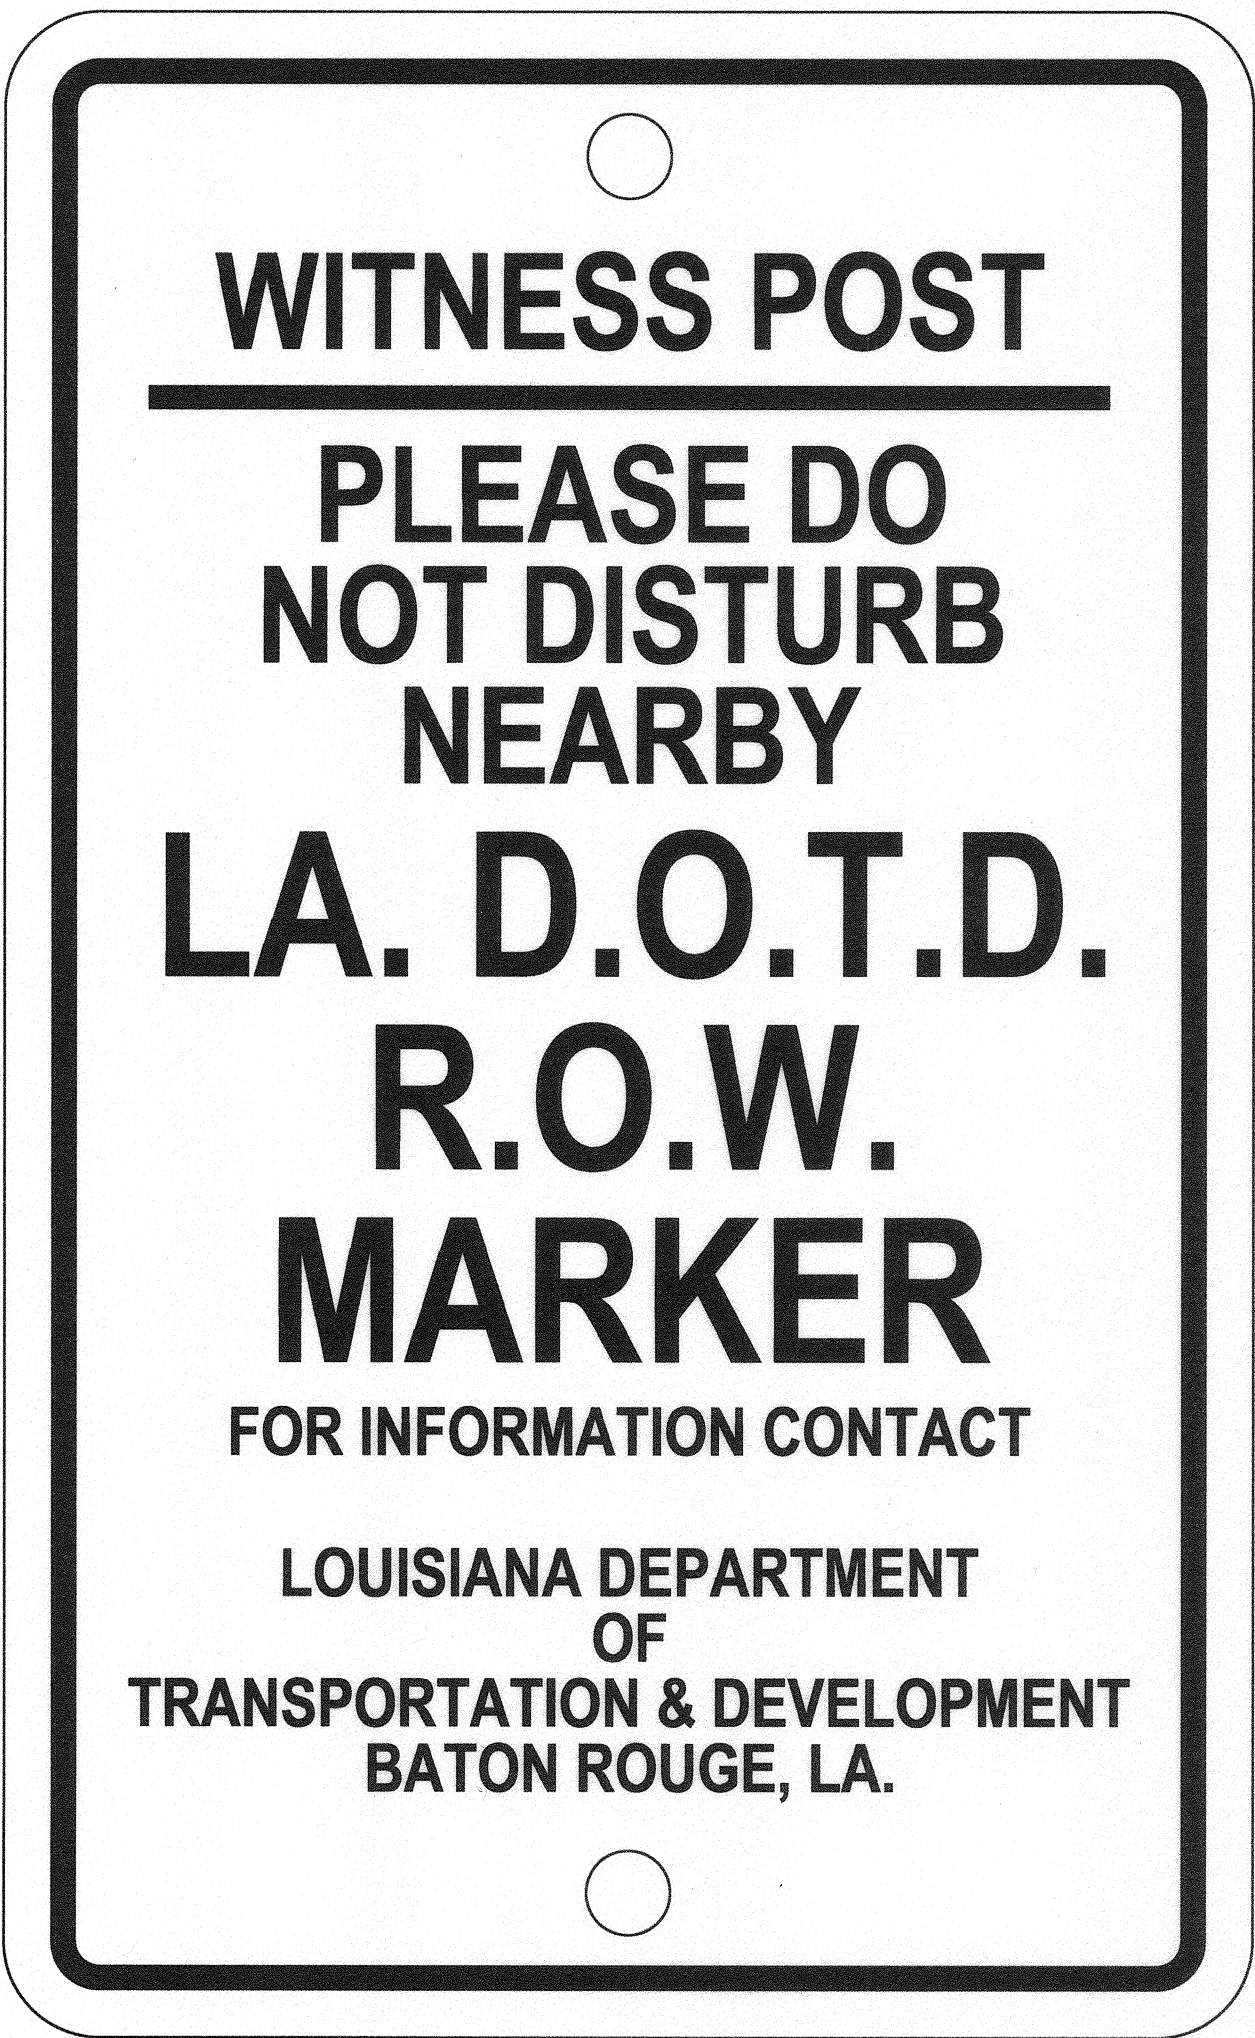 WITNESS POST
PLEASE DO
NOT DISTURB
NEARBY
LA. D.O.T.D.
R.O.W.
MARKER
FOR INFORMATION CONTACT
LOUISIANA DEPARTMENT
OF
TRANSPORTATION & DEVELOPMENT
BATON ROUGE, LA.